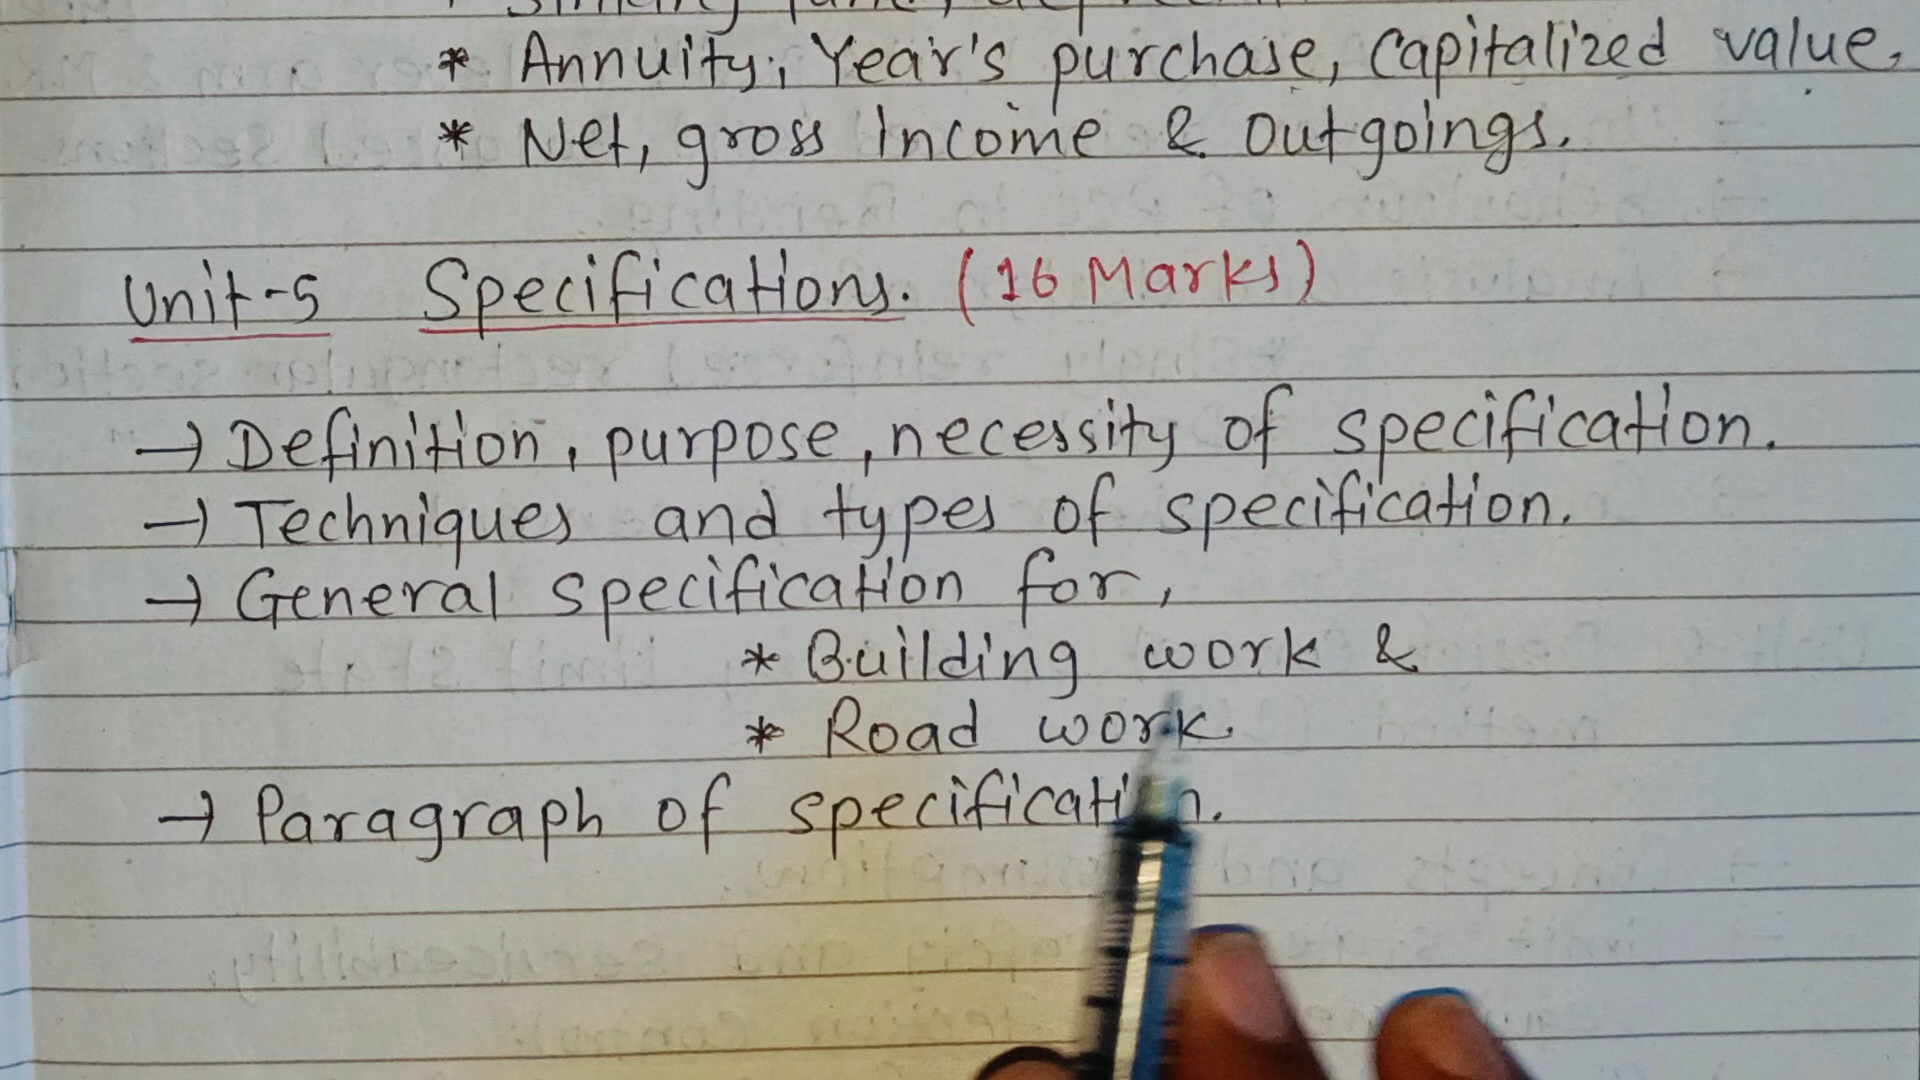 * Annuity, Year's purchase, Capitalized value,
* Net, gross Income & Outgoings.
Unit-5 Specifications. (16 Marks)
→ Definition, purpose, necessity of specification.
→ Techniques and types of specification.
→ General specification for,
* Building work &
* Road work.
→ Paragraph of specification.